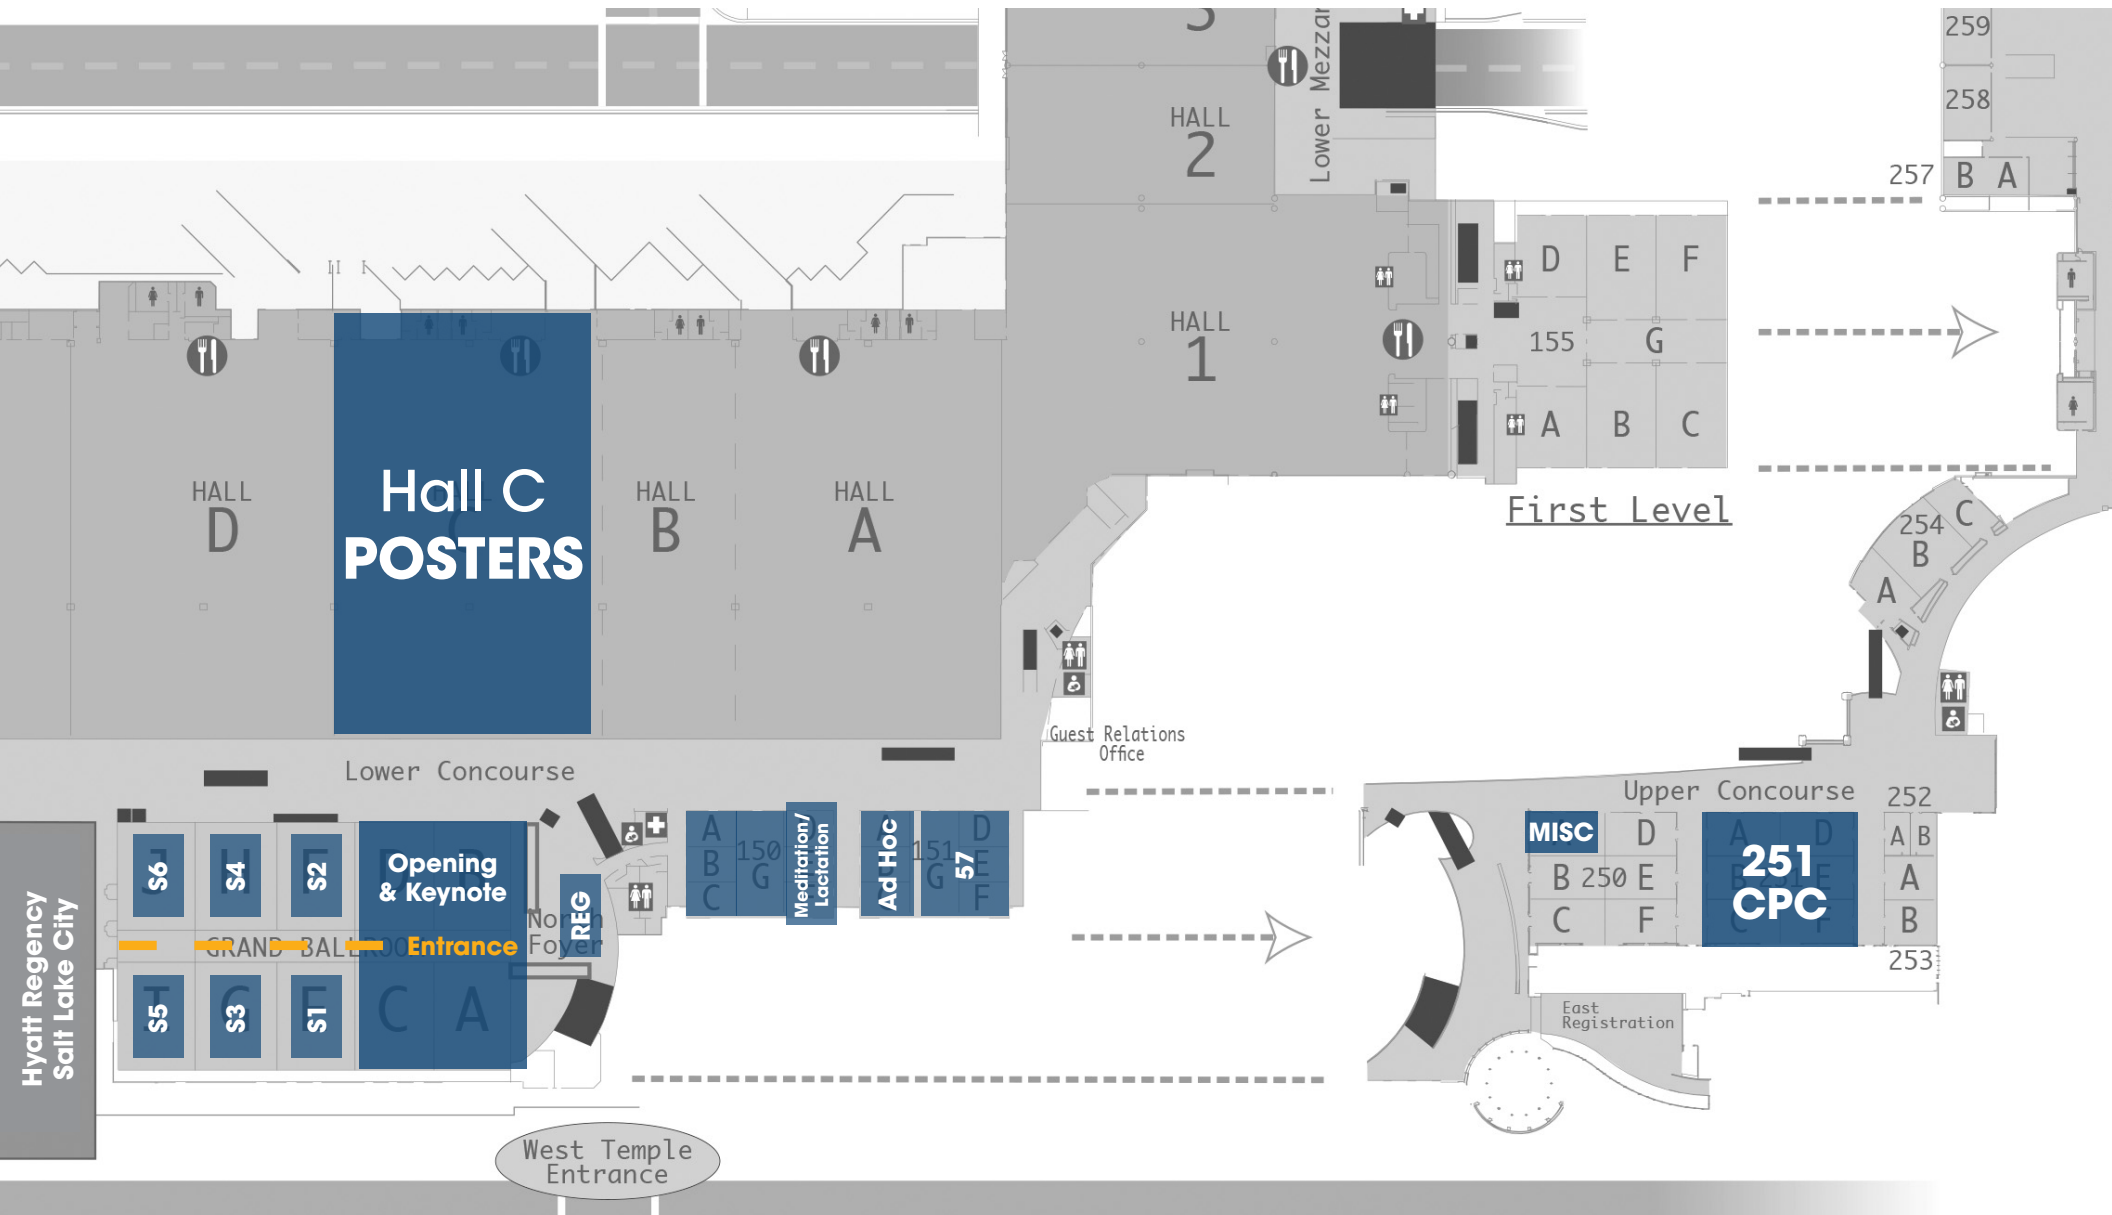 3
Lower Mezzan
HALL
2
259
258
257
B A
HALL
1
D E F
155 G
A B C
First Level
HALL
D
Hall C
POSTERS
HALL
B
HALL
A
254
C
B
A
Guest Relations
Office
Lower Concourse
Upper Concourse
252
Hyatt Regency
Salt Lake City
J H F D B
S6
S4
S2
Opening
& Keynote
GRAND BALLROOM
Entrance
North
Foyer
REG
I G E C A
S5
S3
S1
A
B
C
150
G
Meditation/
Lactation
Ad Hoc
151
G
57
D
E
F
MISC
D
B 250 E
C F
A D
B 251 E
C F
251
CPC
A B
A
B
253
East
Registration
West Temple
Entrance